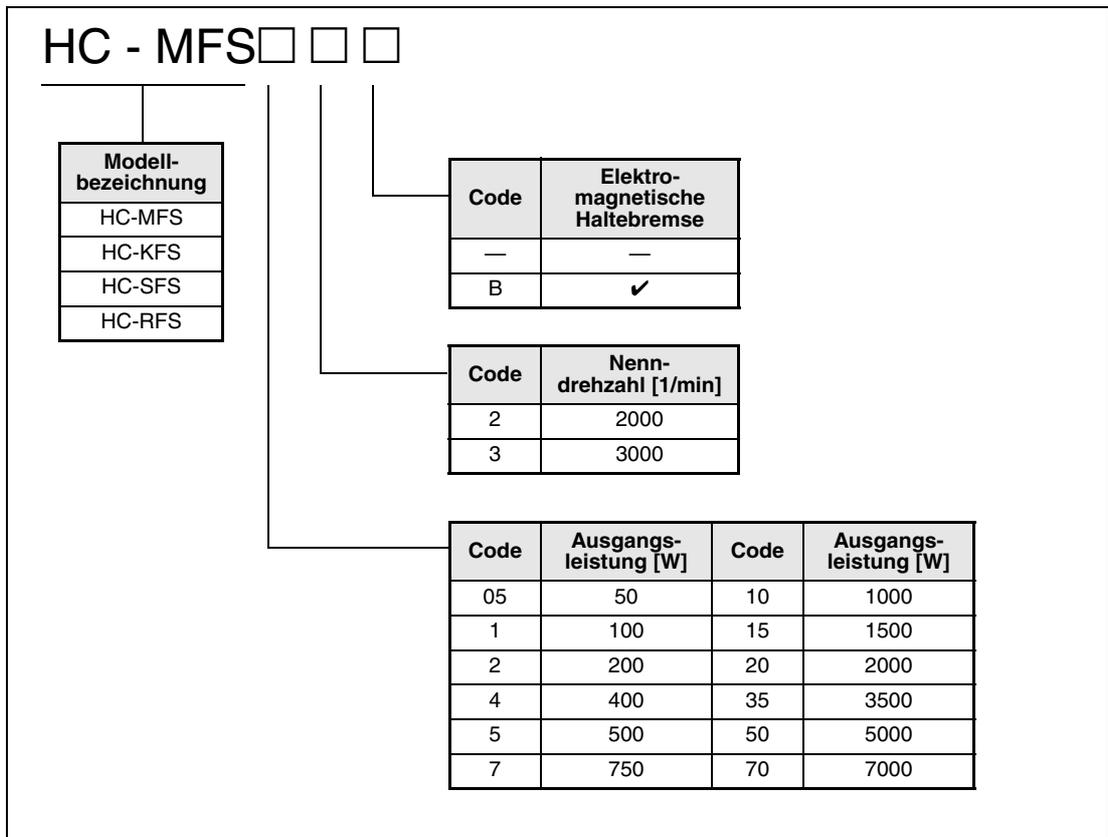 HC - MFS□ □ □
Modell-
bezeichnung
HC-MFS
HC-KFS
HC-SFS
HC-RFS
Code Elektro-
magnetische
Haltebremse
— —
B ✔
Code Nenn-
drehzahl [1/min]
2 2000
3 3000
Code Ausgangs-
leistung [W] Code Ausgangs-
leistung [W]
05 50 10 1000
1 100 15 1500
2 200 20 2000
4 400 35 3500
5 500 50 5000
7 750 70 7000